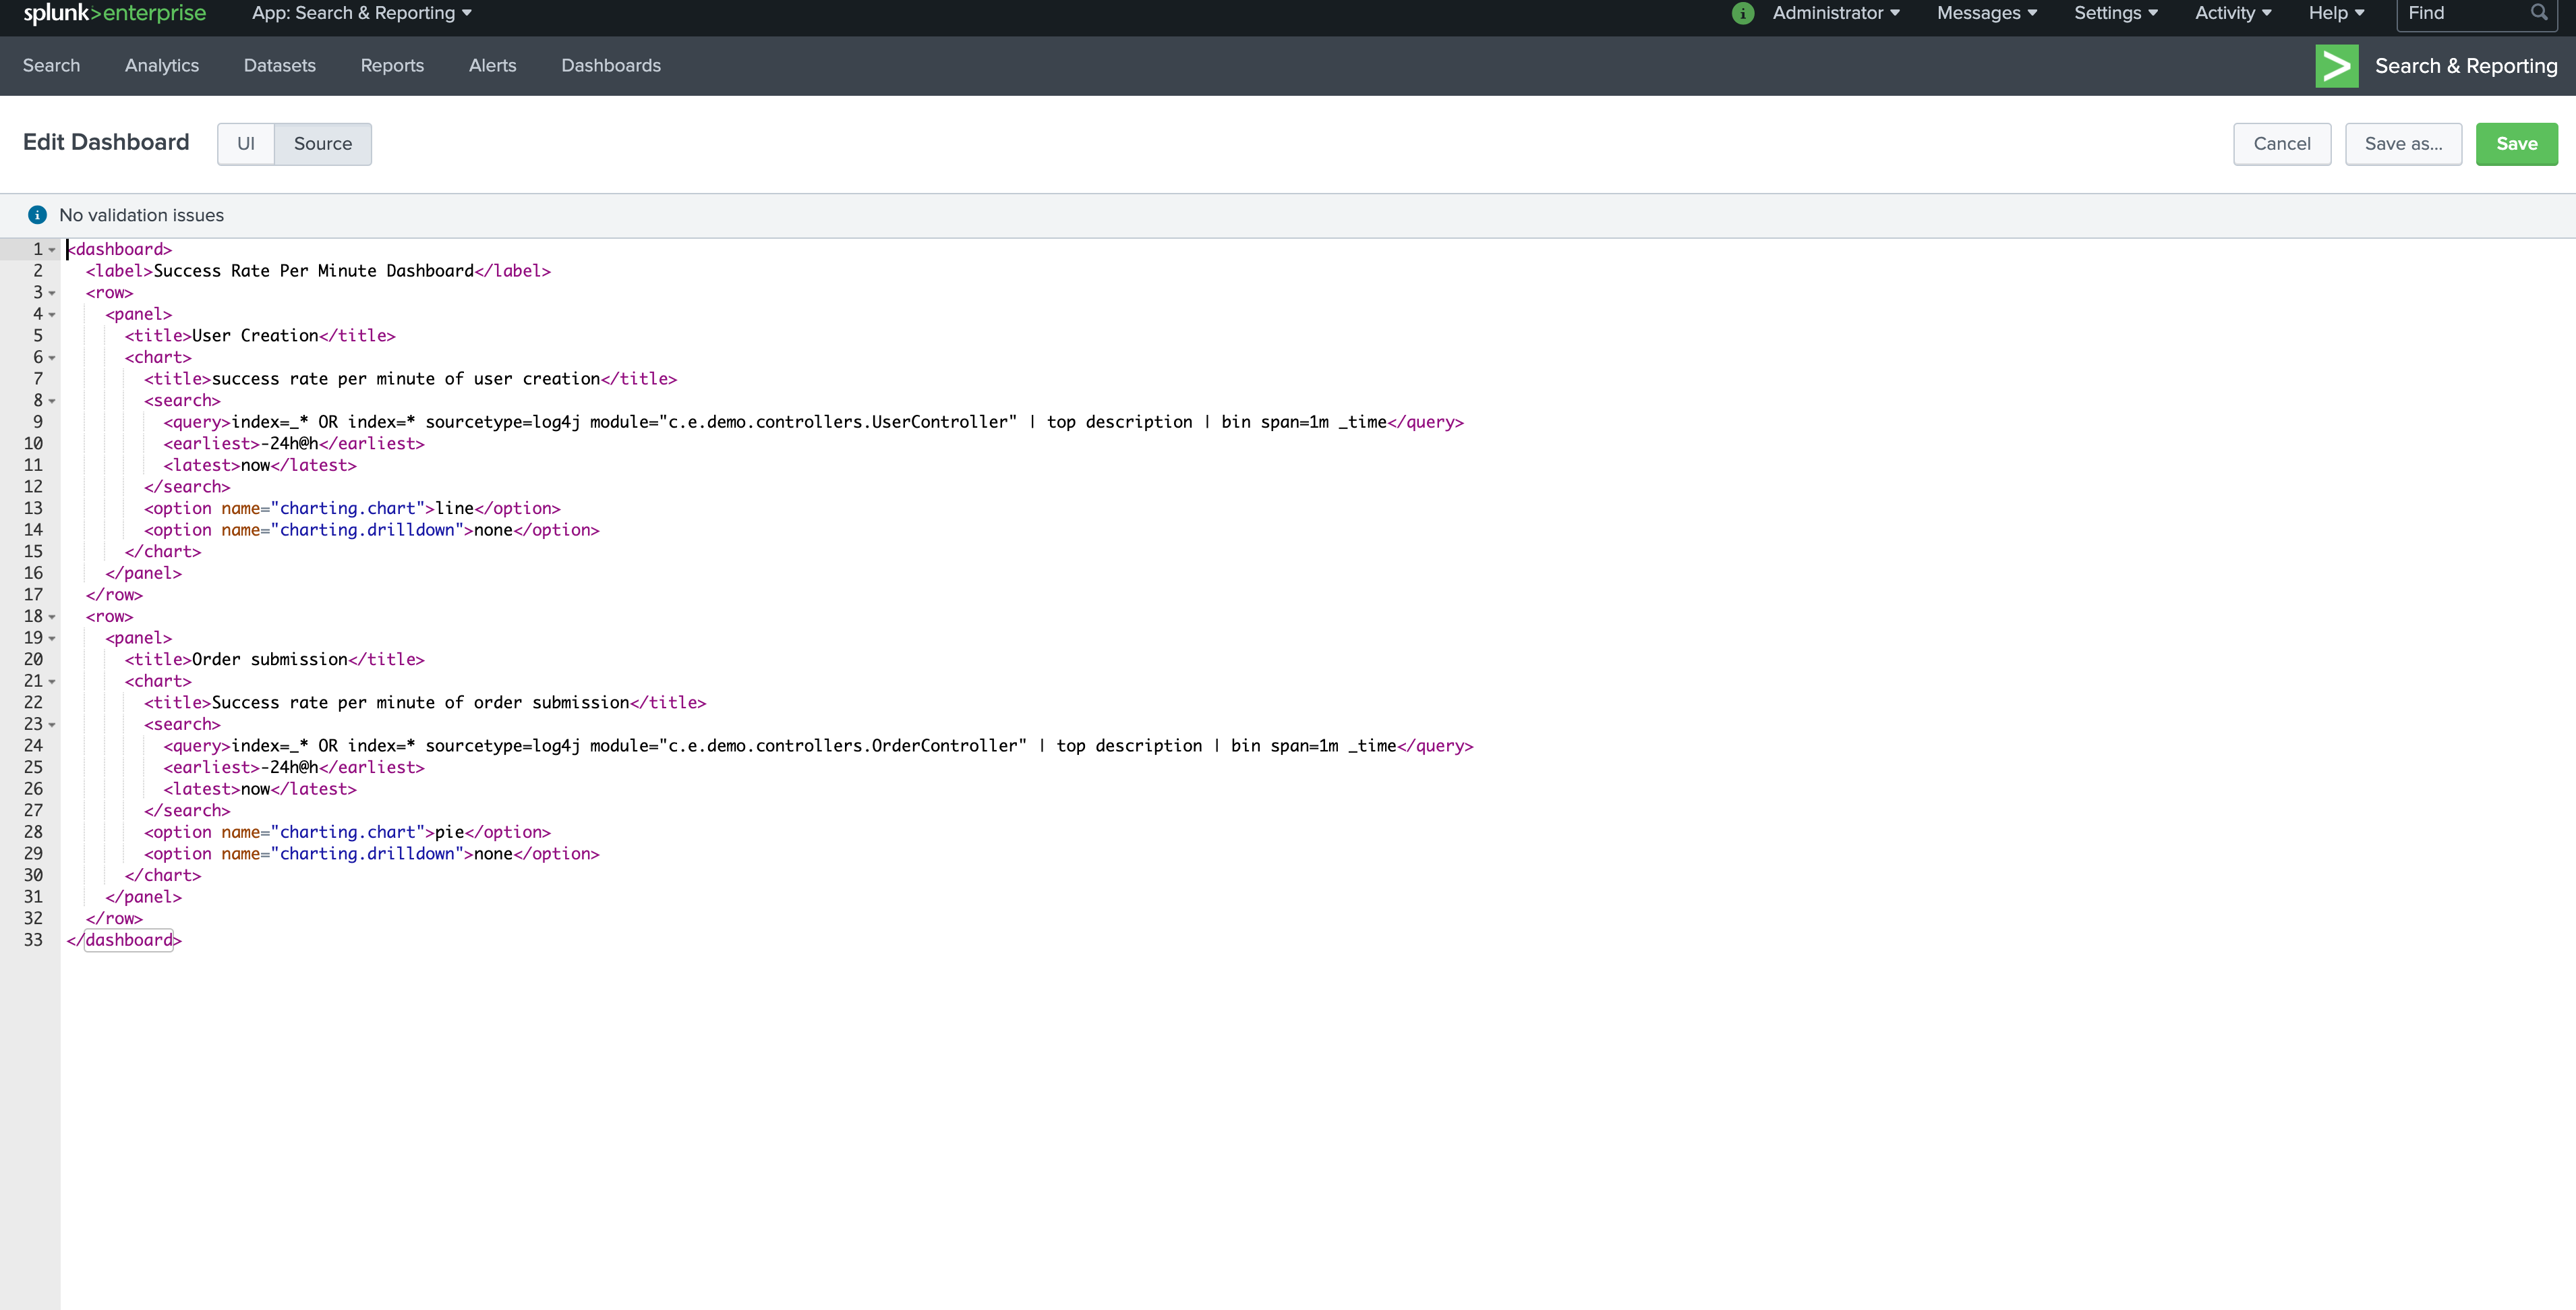 splunk>enterprise App: Search & Reporting i Administrator Messages Settings Activity Help Find
Search Analytics Datasets Reports Alerts Dashboards > Search & Reporting
Edit Dashboard UI Source Cancel Save as... Save
i No validation issues
1 <dashboard>
2 <label>Success Rate Per Minute Dashboard</label>
3 <row>
4 <panel>
5 <title>User Creation</title>
6 <chart>
7 <title>success rate per minute of user creation</title>
8 <search>
9 <query>index=_* OR index=* sourcetype=log4j module="c.e.demo.controllers.UserController" | top description | bin span=1m _time</query>
10 <earliest>-24h@h</earliest>
11 <latest>now</latest>
12 </search>
13 <option name="charting.chart">line</option>
14 <option name="charting.drilldown">none</option>
15 </chart>
16 </panel>
17 </row>
18 <row>
19 <panel>
20 <title>Order submission</title>
21 <chart>
22 <title>Success rate per minute of order submission</title>
23 <search>
24 <query>index=_* OR index=* sourcetype=log4j module="c.e.demo.controllers.OrderController" | top description | bin span=1m _time</query>
25 <earliest>-24h@h</earliest>
26 <latest>now</latest>
27 </search>
28 <option name="charting.chart">pie</option>
29 <option name="charting.drilldown">none</option>
30 </chart>
31 </panel>
32 </row>
33 </dashboard>